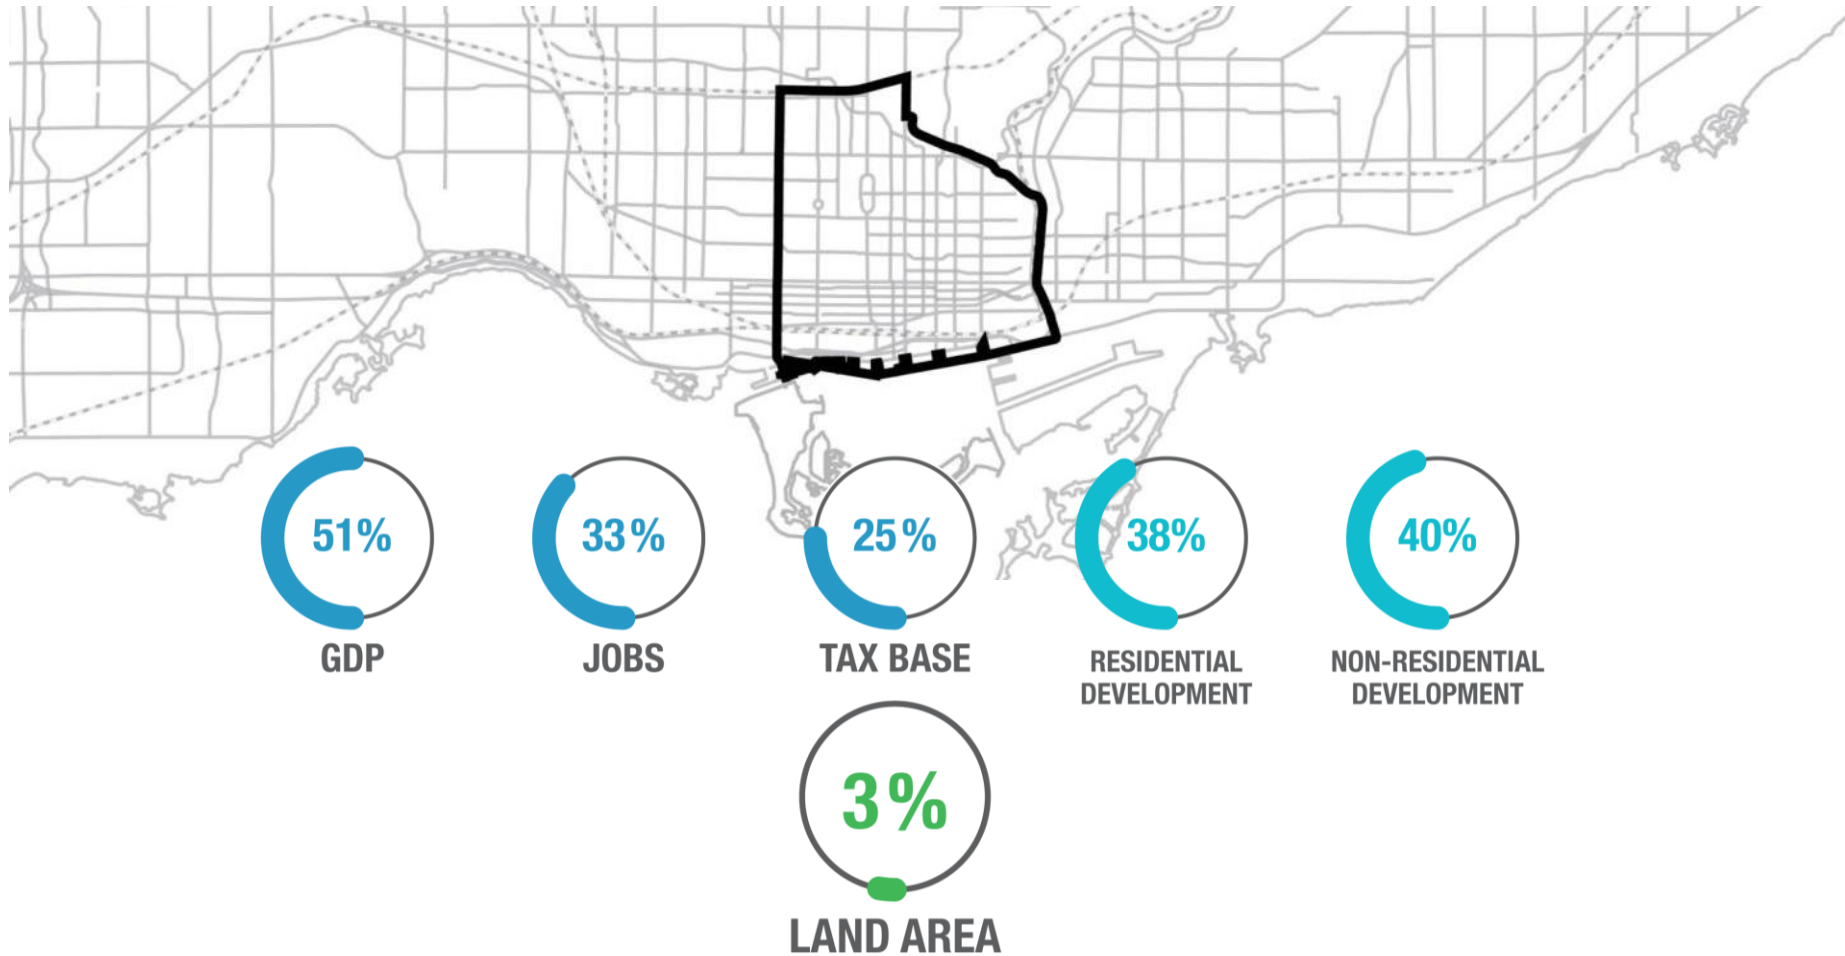 51%
GDP
33%
JOBS
25%
TAX BASE
38%
RESIDENTIAL
DEVELOPMENT
40%
NON-RESIDENTIAL
DEVELOPMENT
3%
LAND AREA